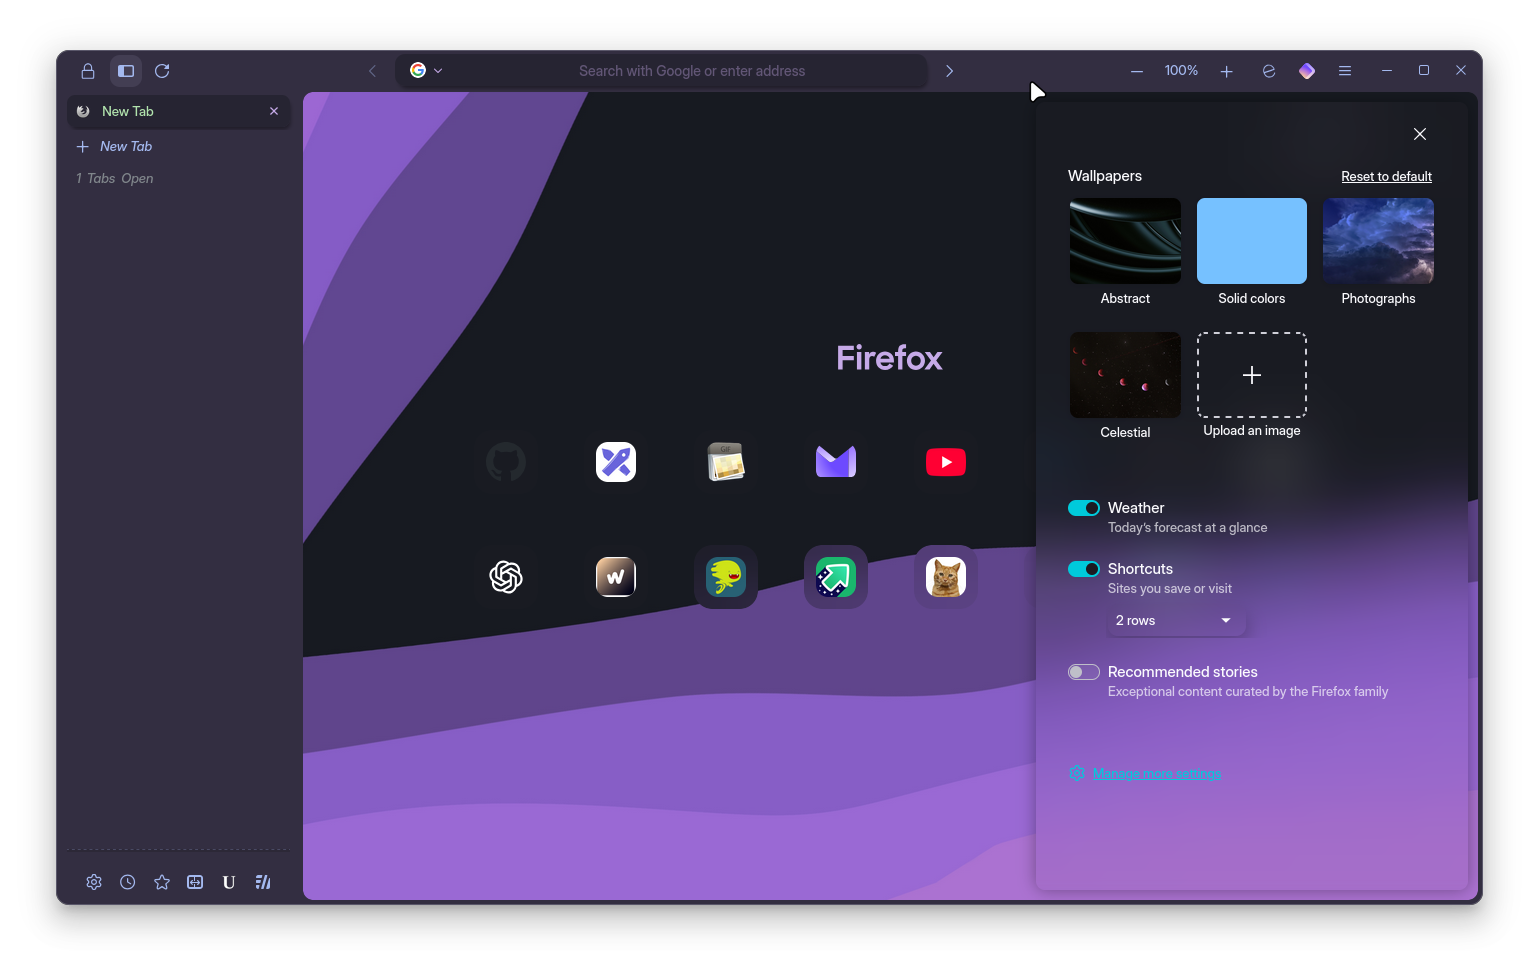 Search with Google or enter address
100%
New Tab
New Tab
1 Tabs Open
Wallpapers
Reset to default
Abstract
Solid colors
Photographs
Firefox
Celestial
Upload an image
Gif
Weather
Today's forecast at a glance
Shortcuts
Sites you save or visit
w
2 rows
Recommended stories
Exceptional content curated by the Firefox family
Manage more settings
U